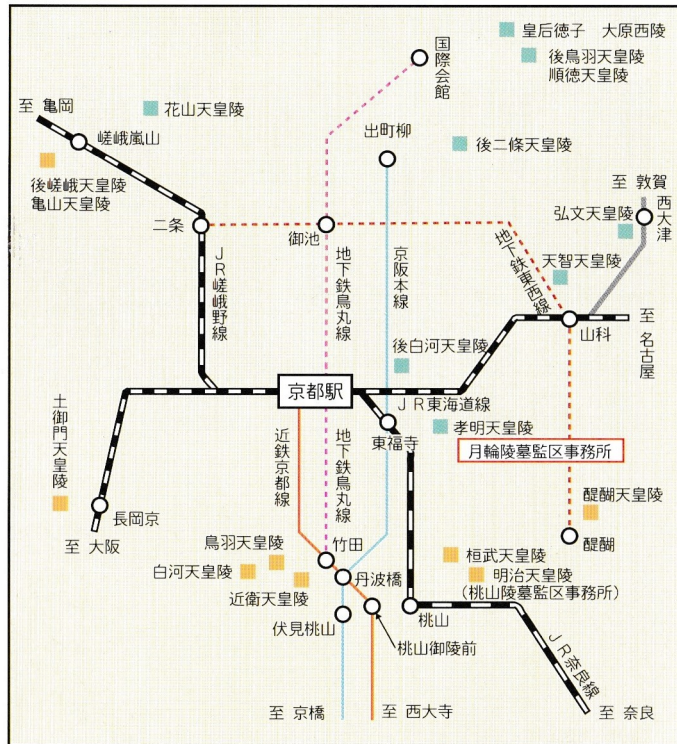 皇后徳子　大原西陵
後鳥羽天皇陵
順徳天皇陵
国際会館
至 亀岡
花山天皇陵
嵯峨嵐山
出町柳
後二條天皇陵
後嵯峨天皇陵
亀山天皇陵
至 敦賀
西大津
弘文天皇陵
二条
御池
地下鉄東西線
天智天皇陵
JR嵯峨野線
地下鉄烏丸線
京阪本線
山科
至 名古屋
後白河天皇陵
京都駅
JR東海道線
土御門天皇陵
近鉄京都線
地下鉄烏丸線
東福寺
孝明天皇陵
月輪陵墓監区事務所
長岡京
至 大阪
醍醐天皇陵
醍醐
鳥羽天皇陵
竹田
白河天皇陵
近衛天皇陵
丹波橋
桓武天皇陵
明治天皇陵
（桃山陵墓監区事務所）
伏見桃山
桃山御陵前
桃山
JR奈良線
至 京橋
至 西大寺
至 奈良